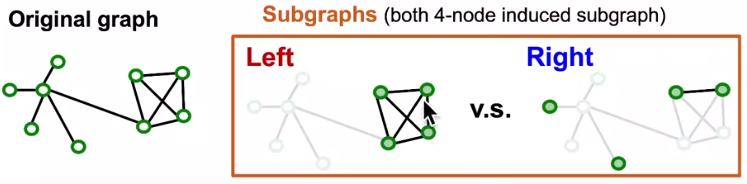 Original graph
Subgraphs (both 4-node induced subgraph)
Left
Right
v.s.